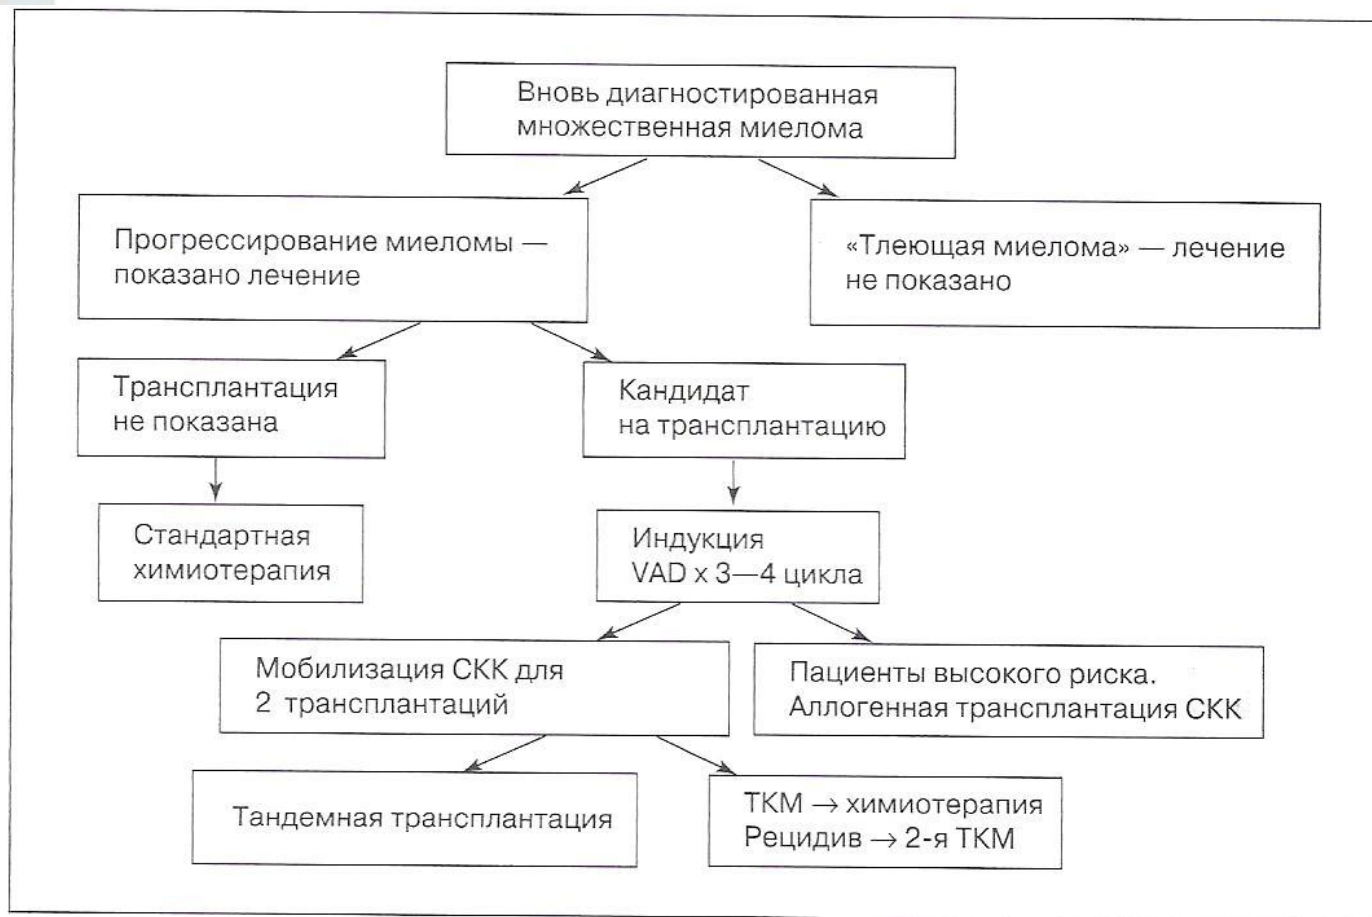 Вновь диагностированная
множественная миелома
Прогрессирование миеломы —
показано лечение
«Тлеющая миелома» — лечение
не показано
Трансплантация
не показана
Кандидат
на трансплантацию
Стандартная
химиотерапия
Индукция
VAD x 3—4 цикла
Мобилизация СКК для
2 трансплантаций
Пациенты высокого риска.
Аллогенная трансплантация СКК
Тандемная трансплантация
ТКМ → химиотерапия
Рецидив → 2-я ТКМ